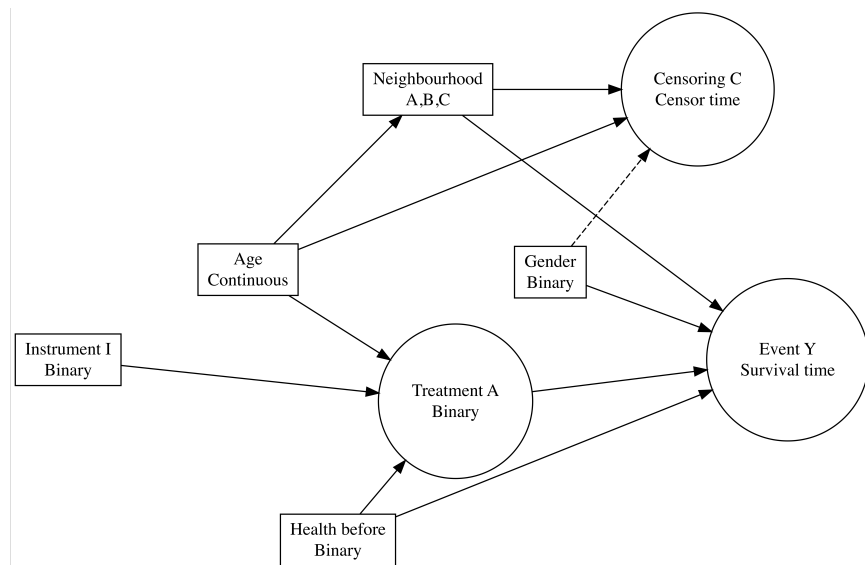 Neighbourhood
A,B,C
Censoring C
Censor time
Age
Continuous
Gender
Binary
Instrument I
Binary
Treatment A
Binary
Event Y
Survival time
Health before
Binary